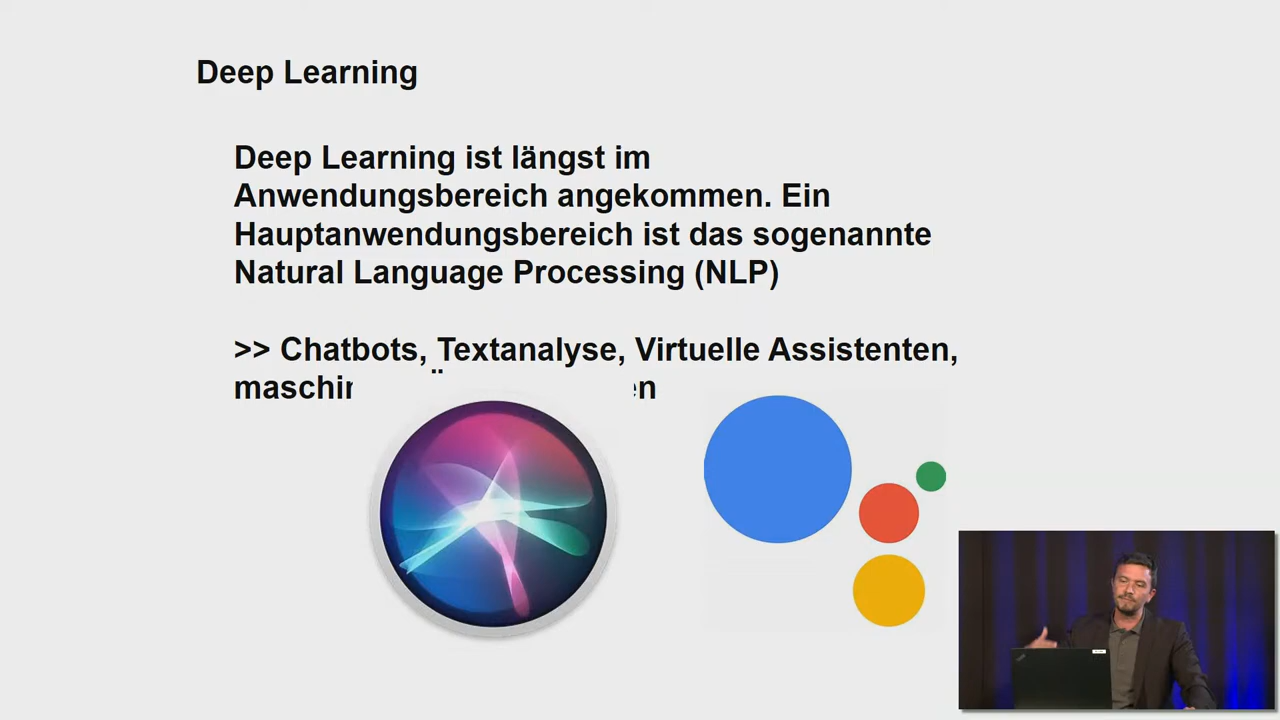 Deep Learning
Deep Learning ist längst im
Anwendungsbereich angekommen. Ein
Hauptanwendungsbereich ist das sogenannte
Natural Language Processing (NLP)
>> Chatbots, Textanalyse, Virtuelle Assistenten,